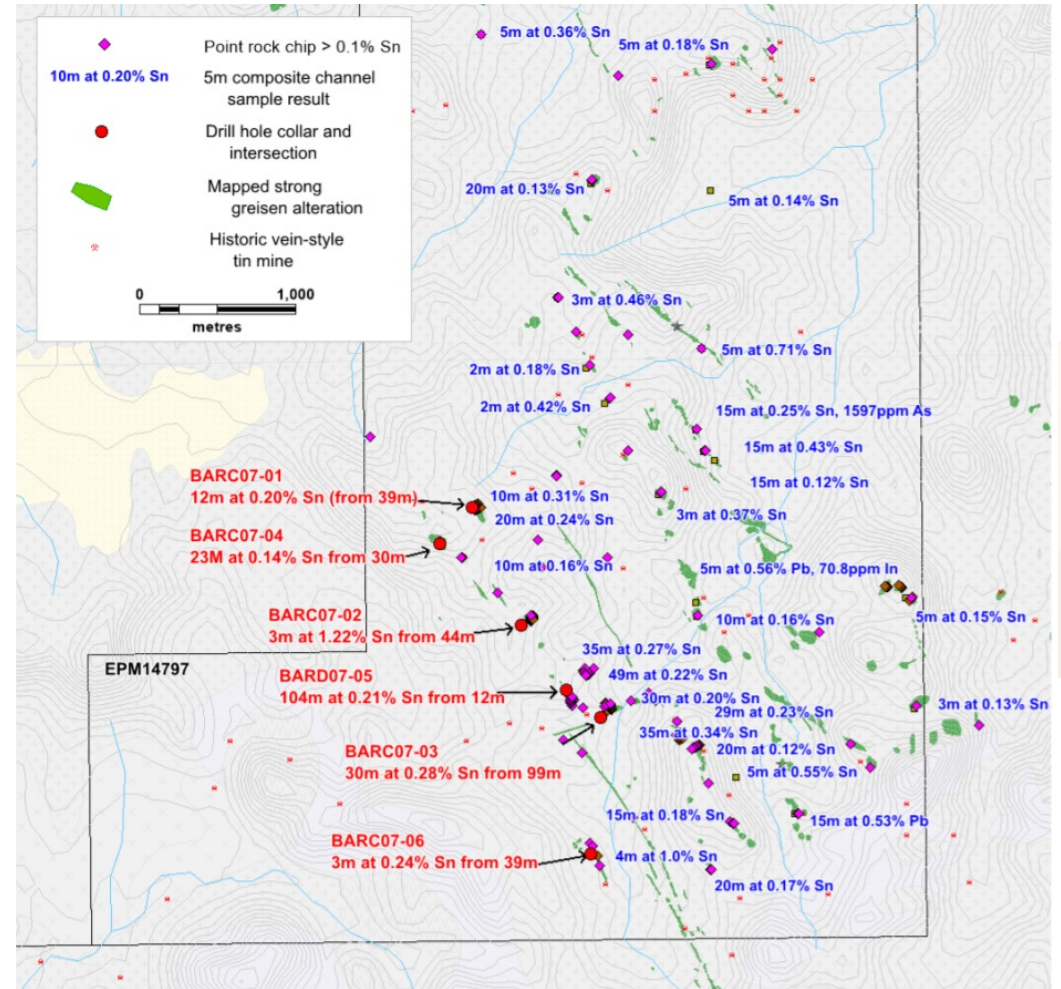 Point rock chip > 0.1% Sn
10m at 0.20% Sn
5m composite channel
sample result
Drill hole collar and
intersection
Mapped strong
greisen alteration
Historic vein-style
tin mine
0
1,000
metres
5m at 0.36% Sn
5m at 0.18% Sn
20m at 0.13% Sn
5m at 0.14% Sn
3m at 0.46% Sn
5m at 0.71% Sn
2m at 0.18% Sn
2m at 0.42% Sn
15m at 0.25% Sn, 1597ppm As
15m at 0.43% Sn
15m at 0.12% Sn
BARC07-01
12m at 0.20% Sn (from 39m)
10m at 0.31% Sn
20m at 0.24% Sn
3m at 0.37% Sn
BARC07-04
23M at 0.14% Sn from 30m
10m at 0.16% Sn
5m at 0.56% Pb, 70.8ppm In
BARC07-02
3m at 1.22% Sn from 44m
10m at 0.16% Sn
5m at 0.15% Sn
35m at 0.27% Sn
EPM14797
BARD07-05
104m at 0.21% Sn from 12m
49m at 0.22% Sn
30m at 0.20% Sn
29m at 0.23% Sn
3m at 0.13% Sn
35m at 0.34% Sn
20m at 0.12% Sn
BARC07-03
30m at 0.28% Sn from 99m
5m at 0.55% Sn
15m at 0.18% Sn
15m at 0.53% Pb
BARC07-06
3m at 0.24% Sn from 39m
4m at 1.0% Sn
20m at 0.17% Sn